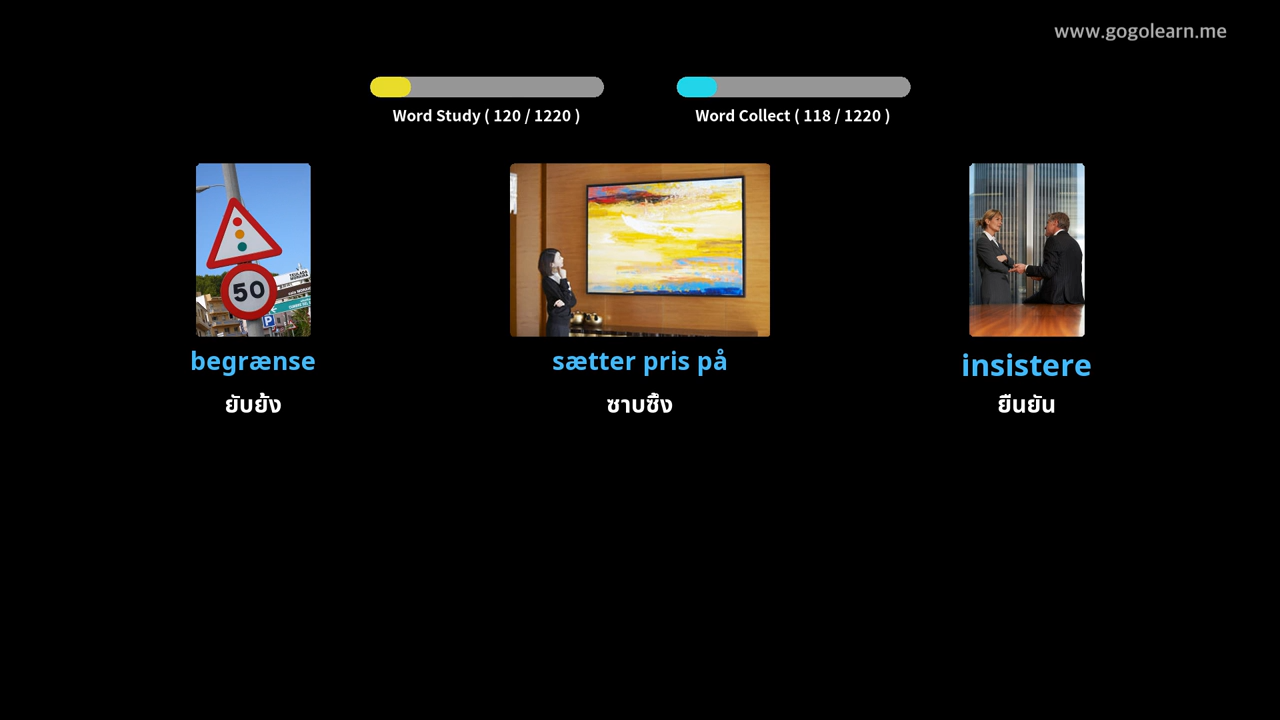 www.gogolearn.me
Word Study ( 120 / 1220 )
Word Collect ( 118 / 1220 )
50
P
begrænse
sætter pris på
insistere
ยับยั้ง
ซาบซึ้ง
ยืนยัน